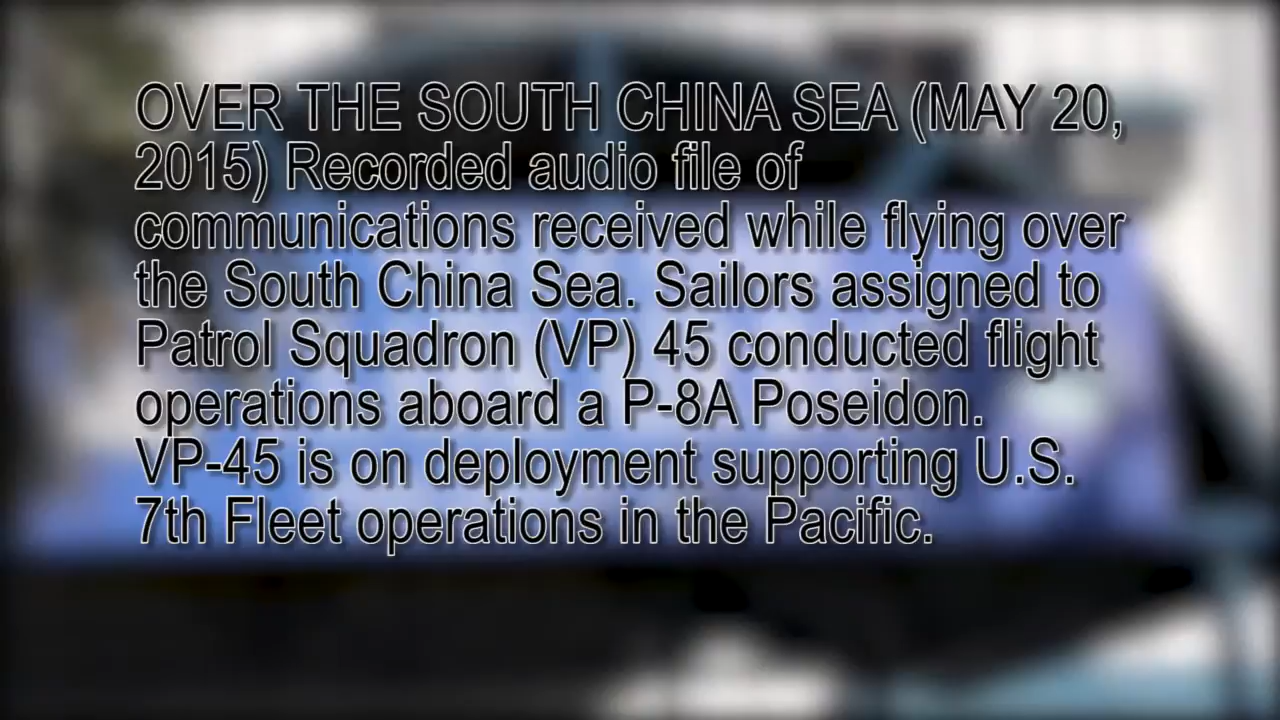 OVER THE SOUTH CHINA SEA (MAY 20,
2015) Recorded audio file of
communications received while flying over
the South China Sea. Sailors assigned to
Patrol Squadron (VP) 45 conducted flight
operations aboard a P-8A Poseidon.
VP-45 is on deployment supporting U.S.
7th Fleet operations in the Pacific.